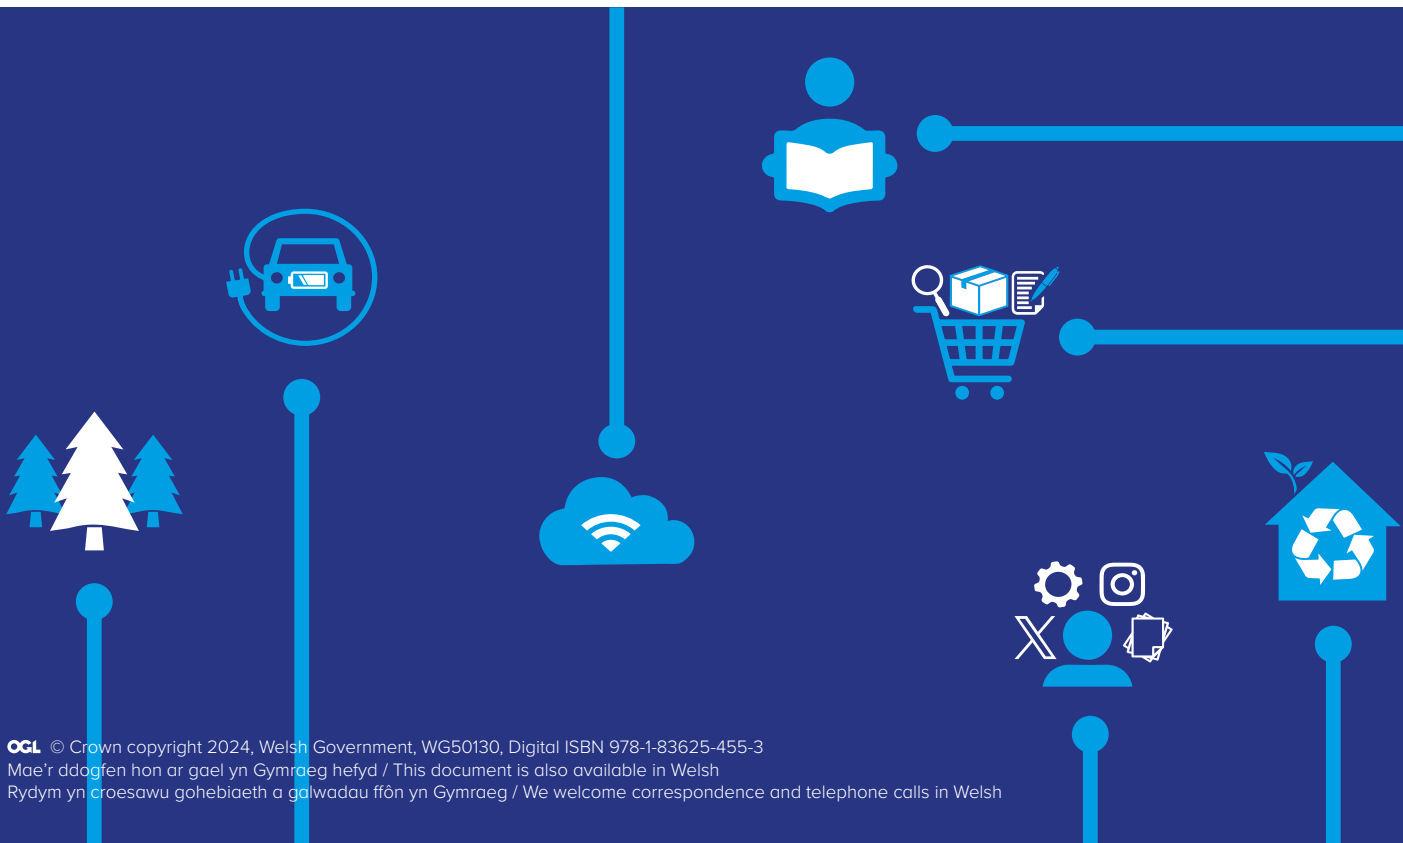 OGL © Crown copyright 2024, Welsh Government, WG50130, Digital ISBN 978-1-83625-455-3
Mae'r ddogfen hon ar gael yn Gymraeg hefyd / This document is also available in Welsh
Rydym yn croesawu gohebiaeth a galwadau ffôn yn Gymraeg / We welcome correspondence and telephone calls in Welsh